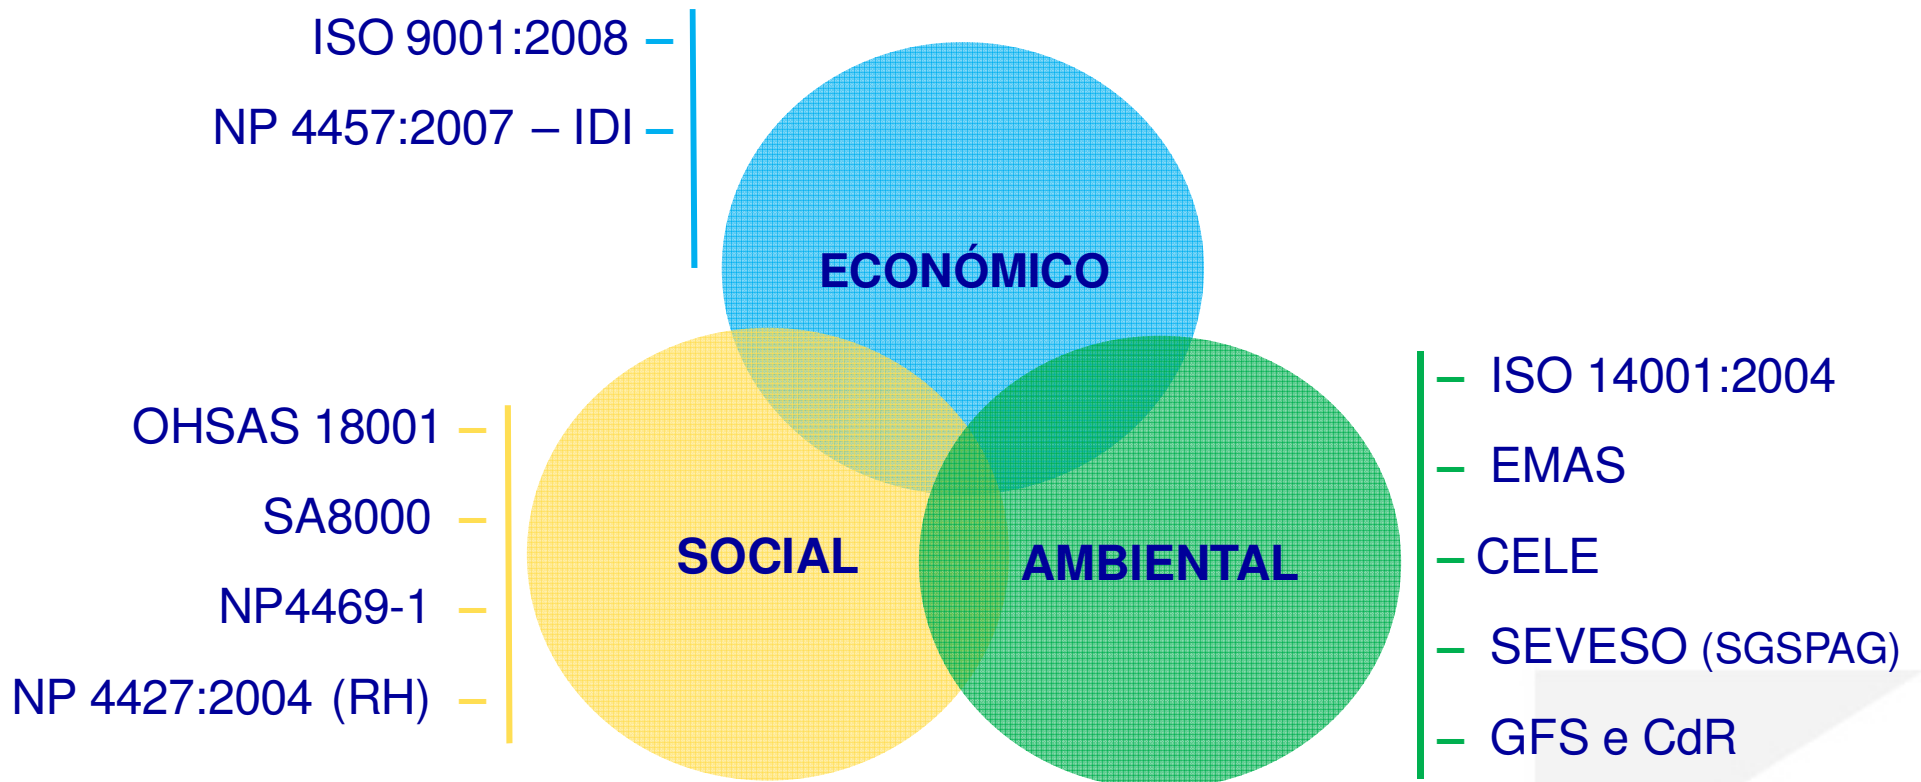 ISO 9001:2008 –
NP 4457:2007 – IDI –
ECONÓMICO
OHSAS 18001 –
SA8000 –
NP4469-1 –
NP 4427:2004 (RH) –
SOCIAL
AMBIENTAL
– ISO 14001:2004
– EMAS
– CELE
– SEVESO (SGSPAG)
– GFS e CdR